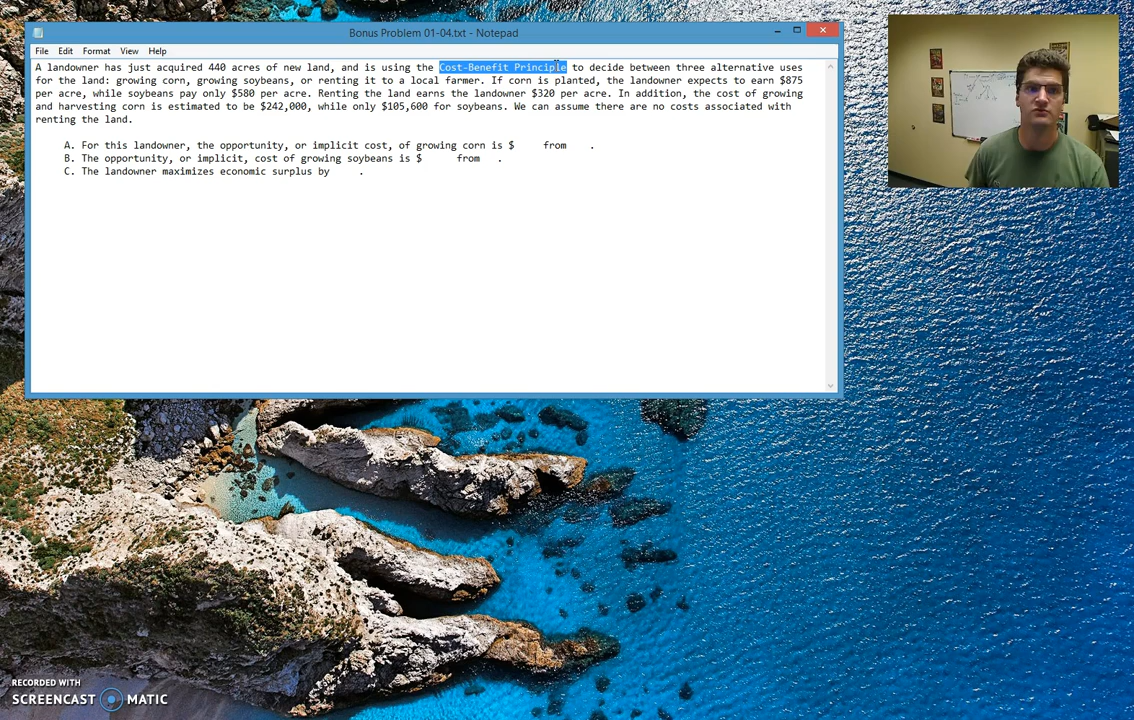 Bonus Problem 01-04.txt - Notepad
File Edit Format View Help
A landowner has just acquired 440 acres of new land, and is using the Cost-Benefit Principle to decide between three alternative uses
for the land: growing corn, growing soybeans, or renting it to a local farmer. If corn is planted, the landowner expects to earn $875
per acre, while soybeans pay only $580 per acre. Renting the land earns the landowner $320 per acre. In addition, the cost of growing
and harvesting corn is estimated to be $242,000, while only $105,600 for soybeans. We can assume there are no costs associated with
renting the land.
A. For this landowner, the opportunity, or implicit cost, of growing corn is $ from .
B. The opportunity, or implicit, cost of growing soybeans is $ from .
C. The landowner maximizes economic surplus by .
RECORDED WITH
SCREENCAST MATIC